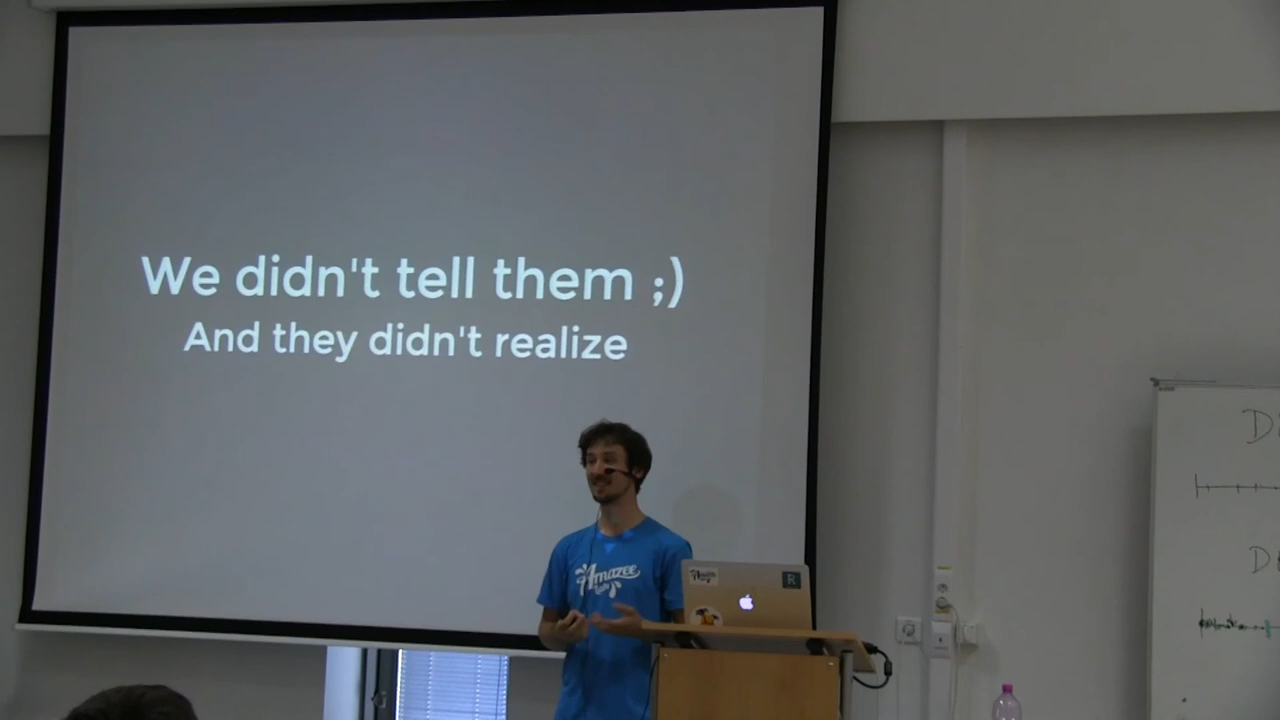 We didn't tell them ;)
And they didn't realize
Amazee
R